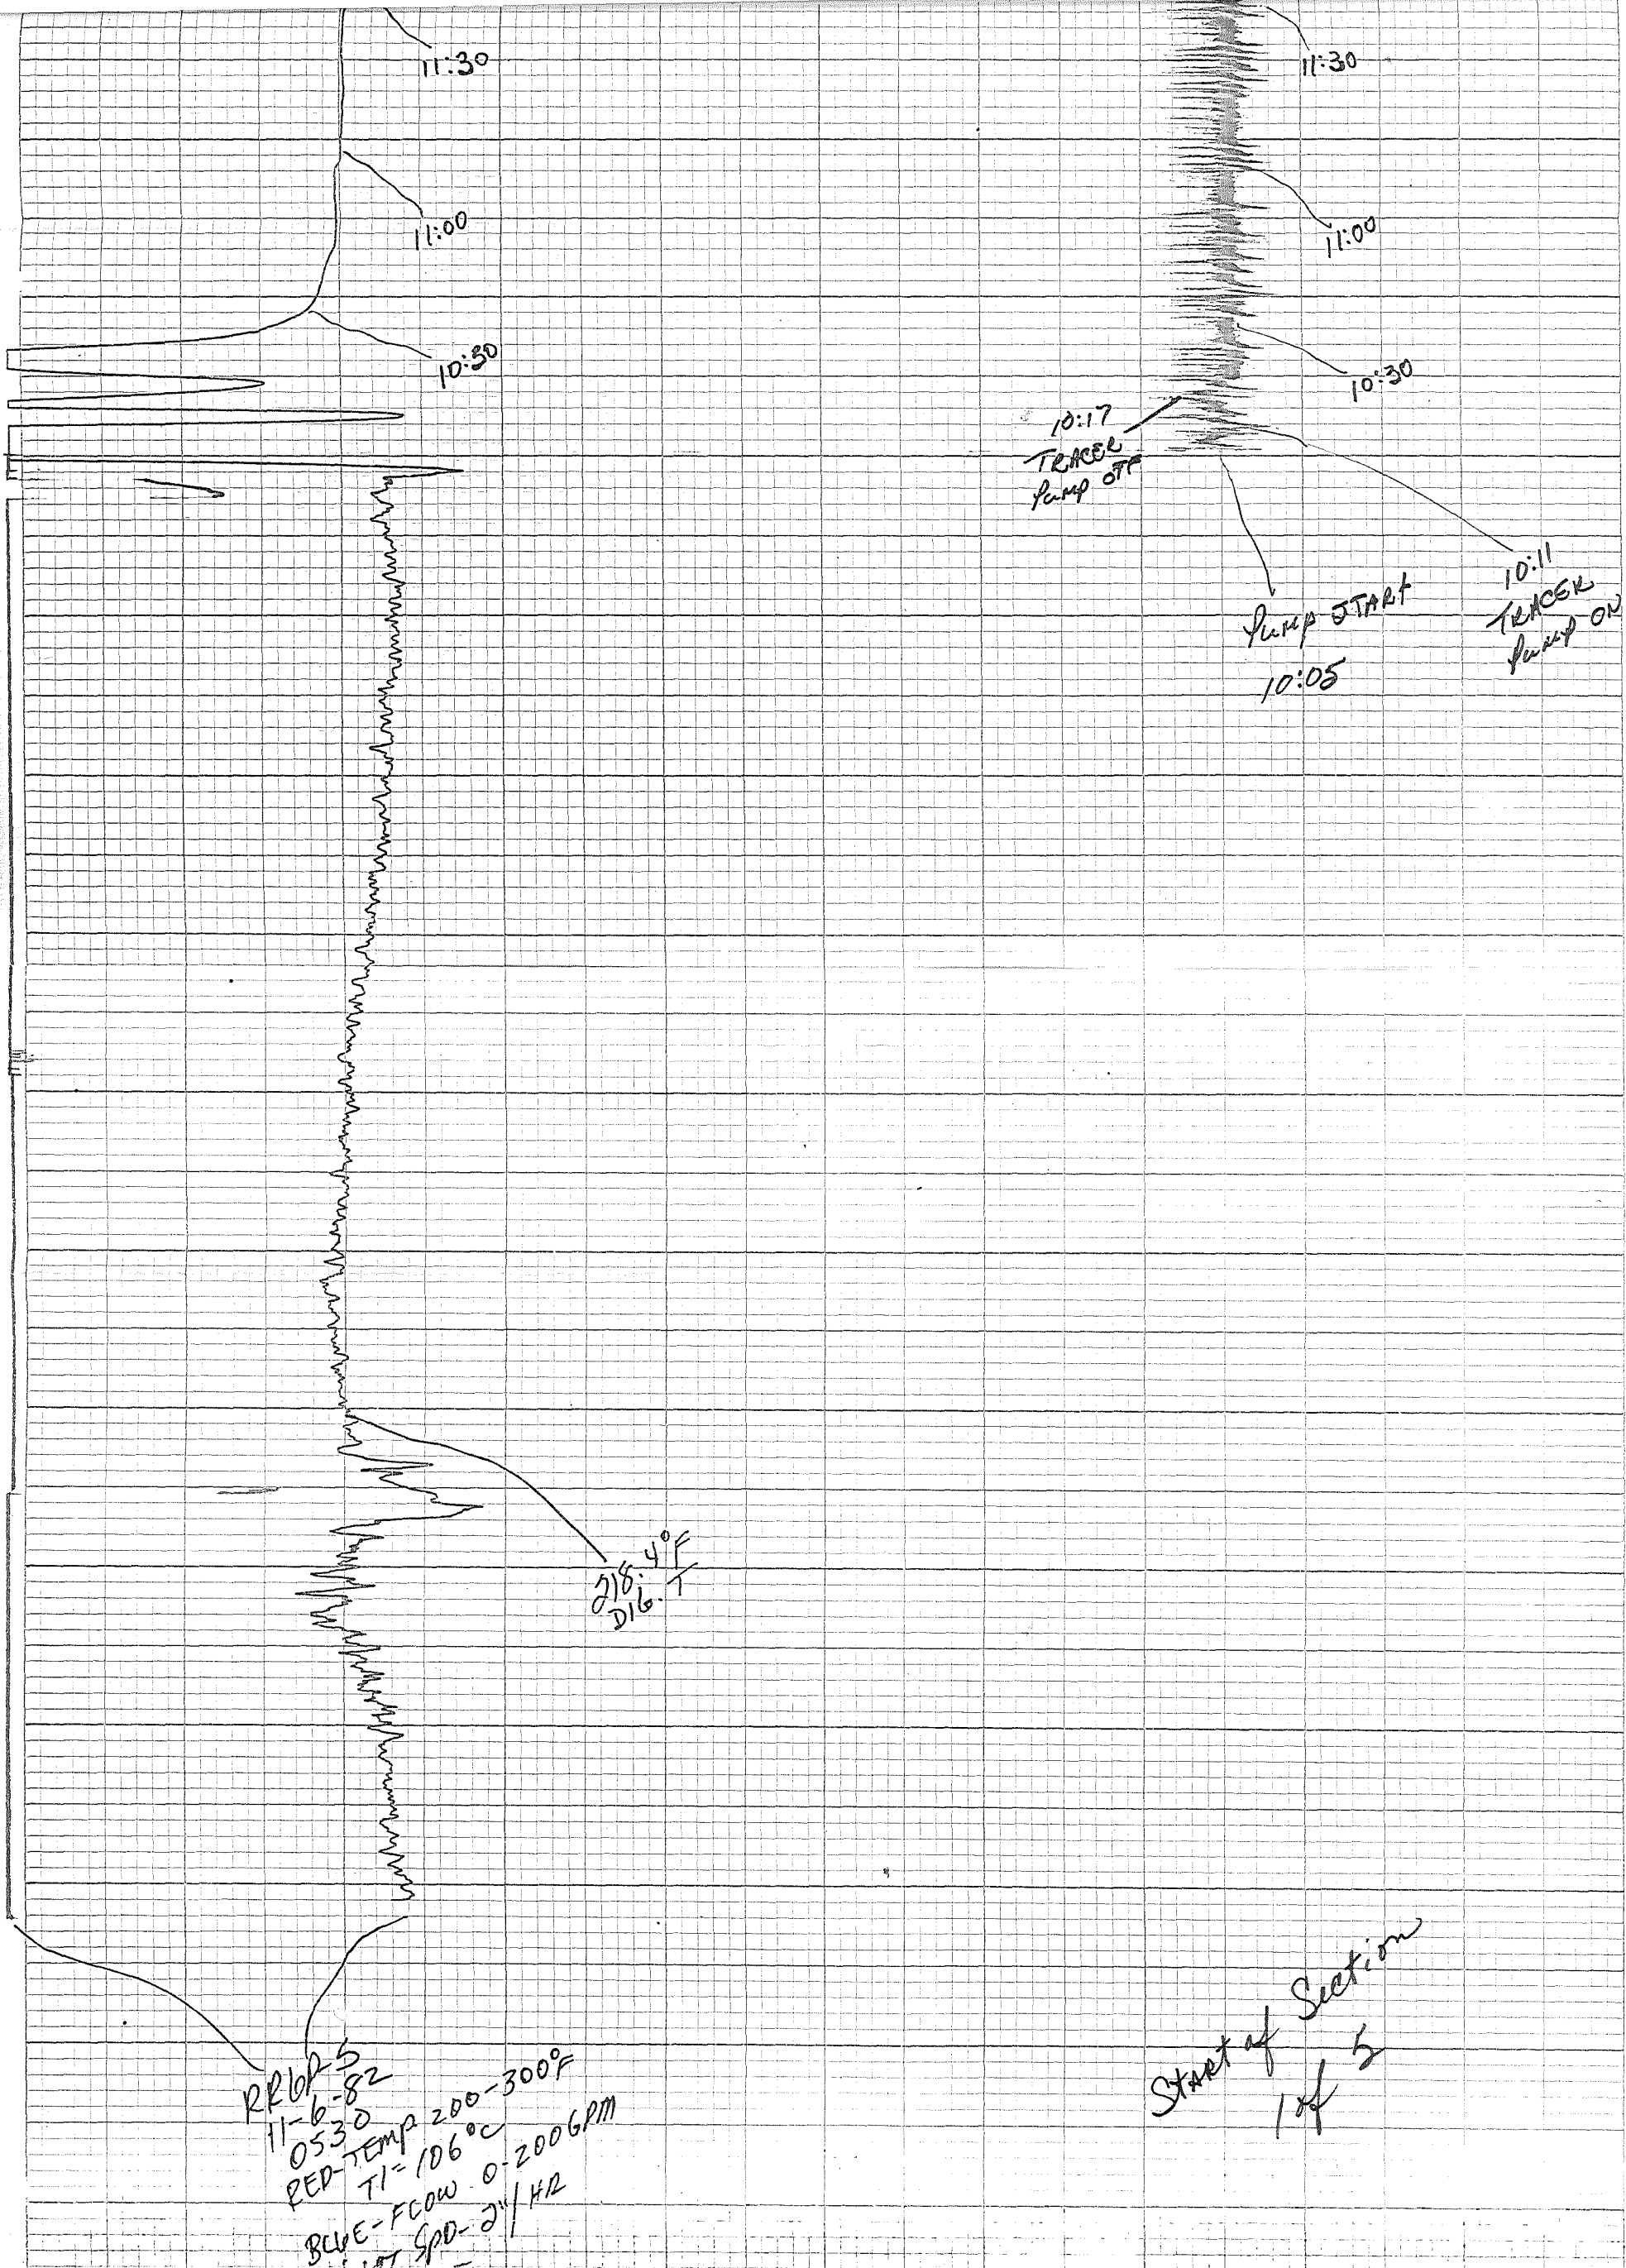 11:30
11:30
11:00
11:00
10:30
10:30
10:17
TRACER
Pump OFF
10:11
TRACER
Pump ON
Pump START
10:05
218.4°F
DIG. T
Start of Section
1 of 5
RRGP-5
11-6-82
0530
RED-TEMP 200-300°F
T1=106°C
BLUE-FLOW 0-200GPM
SPD-2"/HR